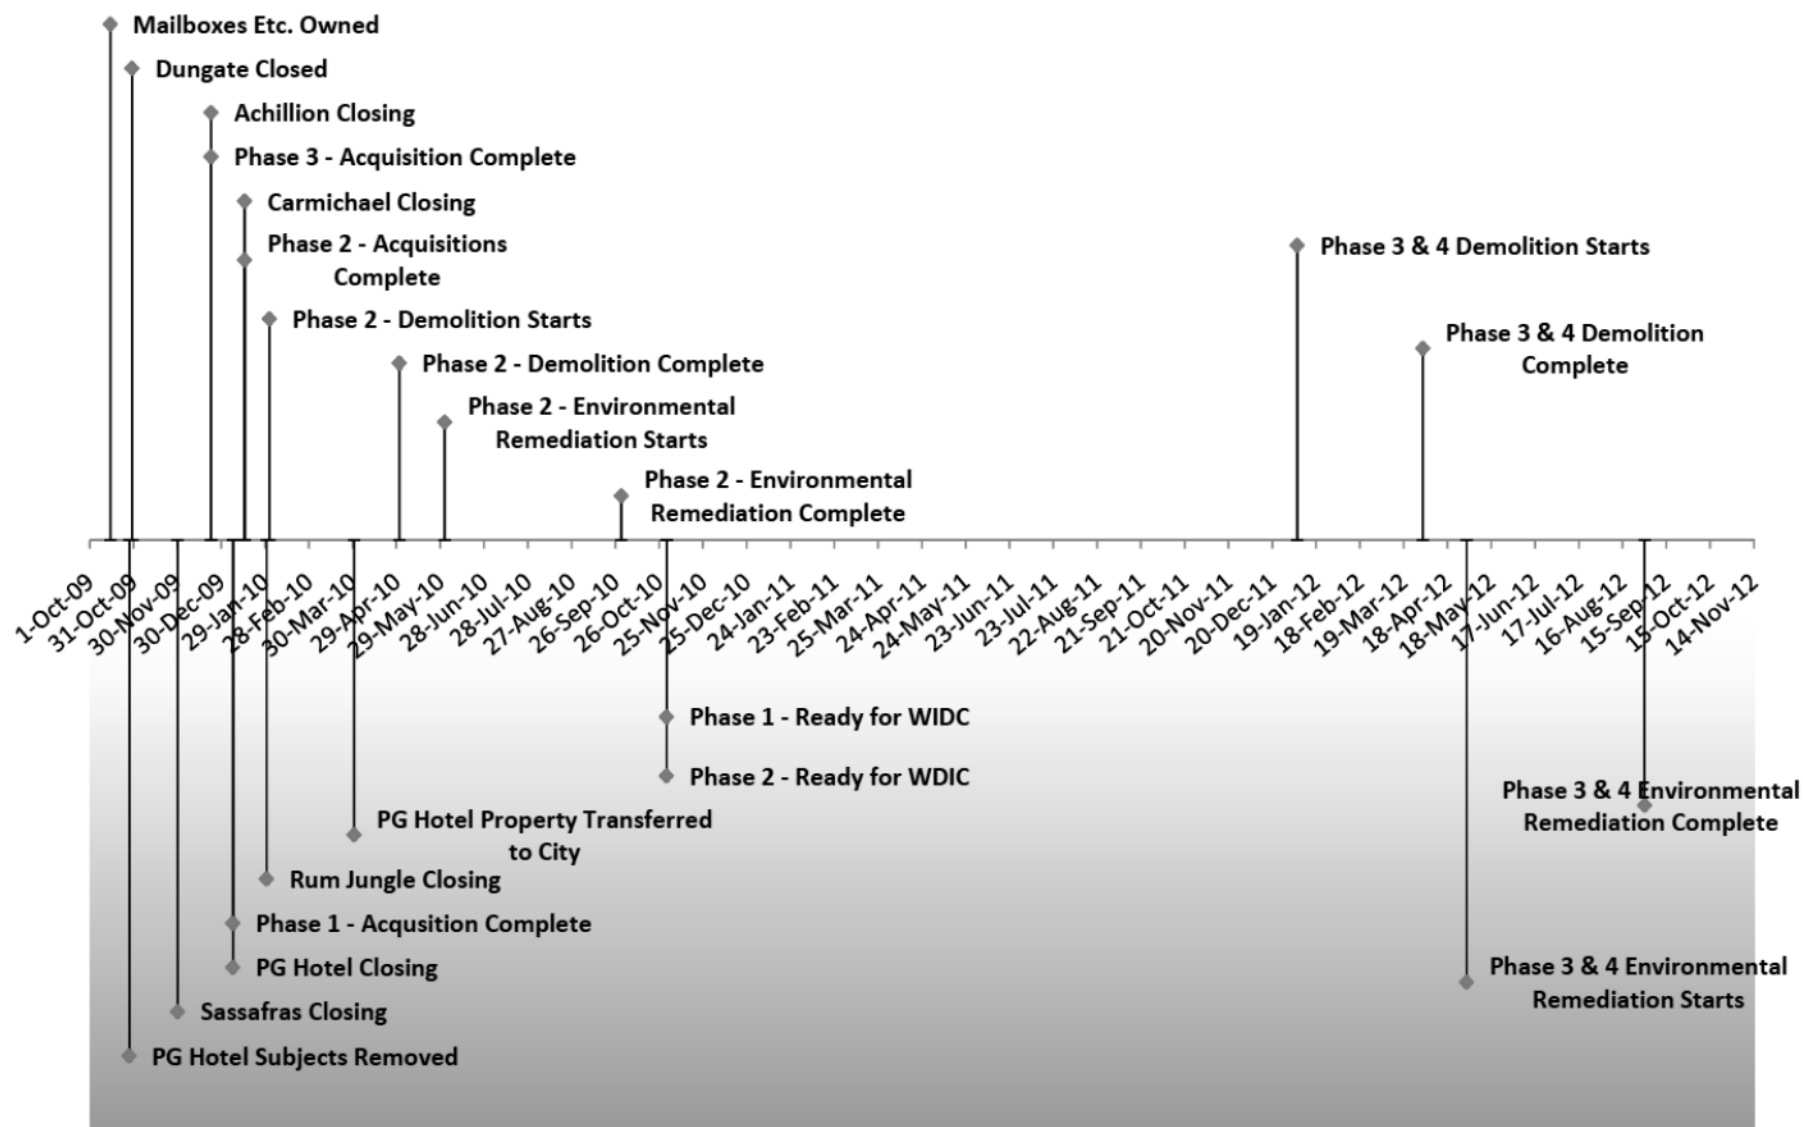 Mailboxes Etc. Owned
Dungate Closed
Achillion Closing
Phase 3 - Acquisition Complete
Carmichael Closing
Phase 2 - Acquisitions
Complete
Phase 3 & 4 Demolition Starts
Phase 2 - Demolition Starts
Phase 3 & 4 Demolition
Complete
Phase 2 - Demolition Complete
Phase 2 - Environmental
Remediation Starts
Phase 2 - Environmental
Remediation Complete
1-Oct-09
31-Oct-09
30-Nov-09
30-Dec-09
29-Jan-10
28-Feb-10
30-Mar-10
29-Apr-10
29-May-10
28-Jun-10
28-Jul-10
27-Aug-10
26-Sep-10
26-Oct-10
25-Nov-10
25-Dec-10
24-Jan-11
23-Feb-11
25-Mar-11
24-Apr-11
24-May-11
23-Jun-11
23-Jul-11
22-Aug-11
21-Sep-11
21-Oct-11
20-Nov-11
20-Dec-11
19-Jan-12
18-Feb-12
19-Mar-12
18-Apr-12
18-May-12
17-Jun-12
17-Jul-12
16-Aug-12
15-Sep-12
15-Oct-12
14-Nov-12
Phase 1 - Ready for WIDC
Phase 2 - Ready for WDIC
Phase 3 & 4 Environmental
Remediation Complete
PG Hotel Property Transferred
to City
Rum Jungle Closing
Phase 1 - Acqusition Complete
PG Hotel Closing
Phase 3 & 4 Environmental
Remediation Starts
Sassafras Closing
PG Hotel Subjects Removed